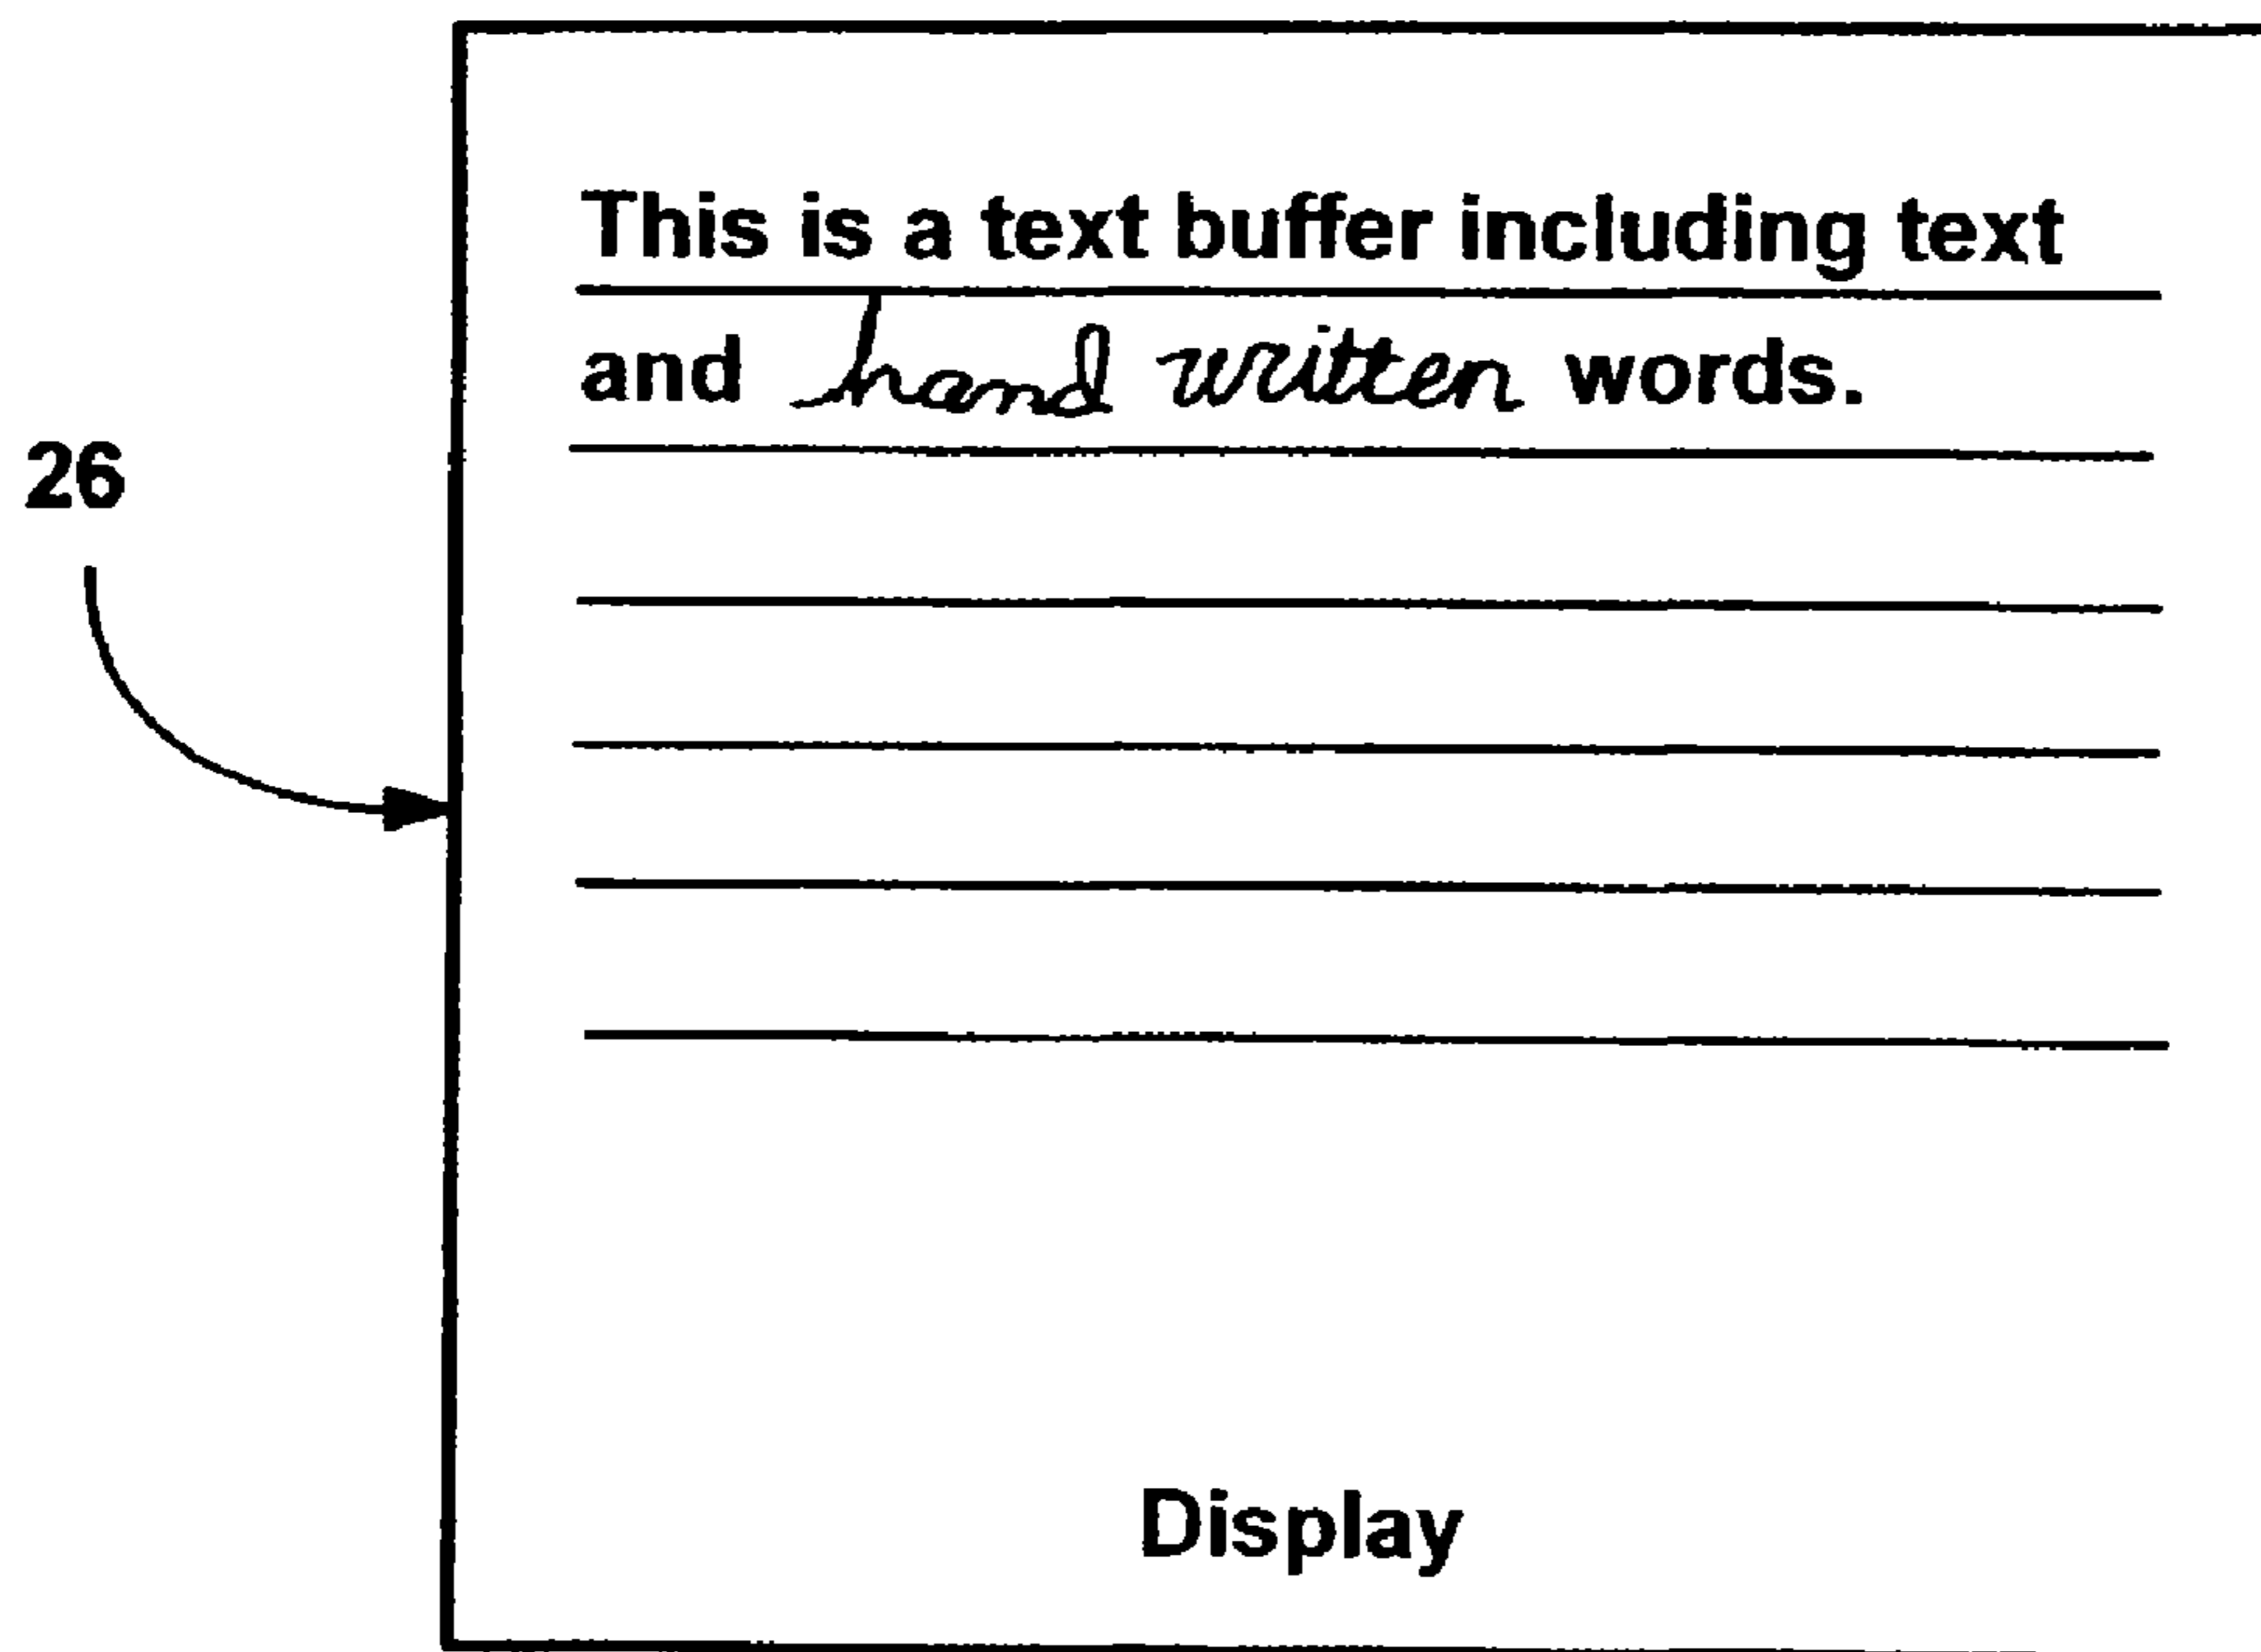 This is a text buffer including text
and hand written words.
26
Display